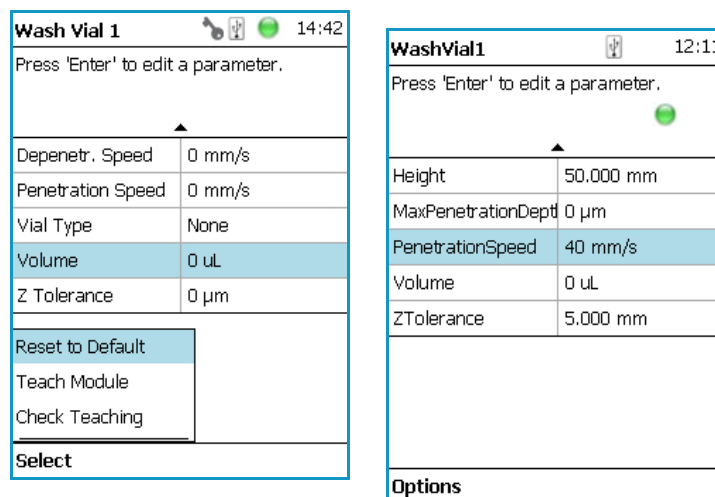 Wash Vial 1 14:42
Press 'Enter' to edit a parameter.
Depenetr. Speed 0 mm/s
Penetration Speed 0 mm/s
Vial Type None
Volume 0 uL
Z Tolerance 0 µm
Reset to Default
Teach Module
Check Teaching
Select
WashVial1
Press 'Enter' to edit a parameter.
Height 50.000 mm
0 µm
PenetrationSpeed 40 mm/s
Volume 0 uL
ZTolerance 5.000 mm
Options